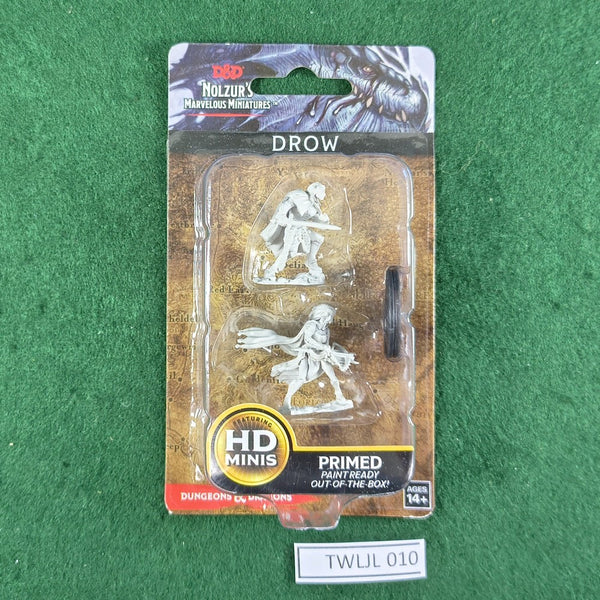 D&D
NOLZUR'S
MARVELOUS MINIATURES™
DROW
FEATURING
HD
MINIS
PRIMED
PAINT READY
OUT-OF-THE-BOX!
DUNGEONS & DRAGONS
AGES
14+
TWLJL 010